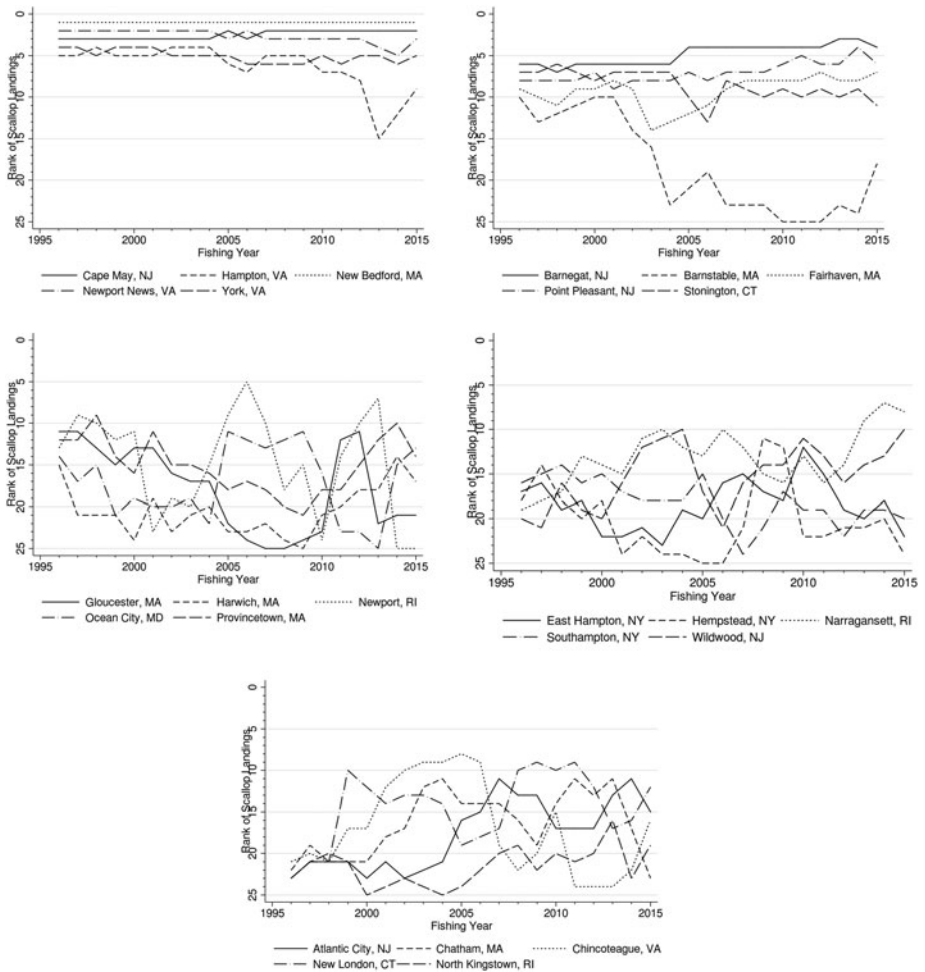 Rank of Scallop Landings
0
5
10
15
20
25
1995
2000
2005
2010
2015
Fishing Year
Cape May, NJ
Hampton, VA
New Bedford, MA
Newport News, VA
York, VA
Rank of Scallop Landings
0
5
10
15
20
25
1995
2000
2005
2010
2015
Fishing Year
Barnegat, NJ
Barnstable, MA
Fairhaven, MA
Point Pleasant, NJ
Stonington, CT
Rank of Scallop Landings
0
5
10
15
20
25
1995
2000
2005
2010
2015
Fishing Year
Gloucester, MA
Harwich, MA
Newport, RI
Ocean City, MD
Provincetown, MA
Rank of Scallop Landings
0
5
10
15
20
25
1995
2000
2005
2010
2015
Fishing Year
East Hampton, NY
Hempstead, NY
Narragansett, RI
Southampton, NY
Wildwood, NJ
Rank of Scallop Landings
0
5
10
15
20
25
1995
2000
2005
2010
2015
Fishing Year
Atlantic City, NJ
Chatham, MA
Chincoteague, VA
New London, CT
North Kingstown, RI